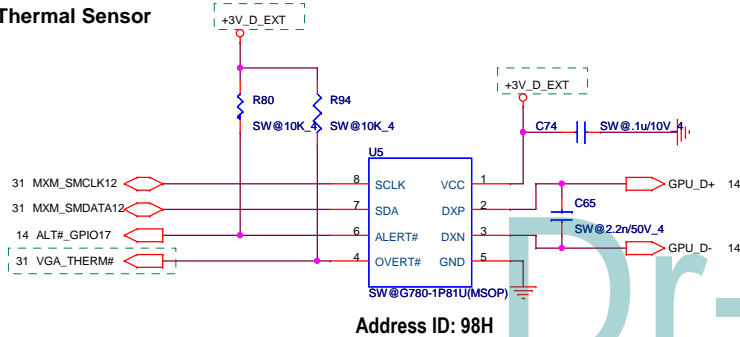 Thermal Sensor
+3V_D_EXT
+3V_D_EXT
R80
R94
SW@10K_4
SW@10K_4
C74
SW@.1u/10V_4
U5
31 MXM_SMCLK12
8
SCLK
VCC
1
GPU_D+ 14
31 MXM_SMDATA12
7
SDA
DXP
2
C65
14 ALT#_GPIO17
6
ALERT#
DXN
3
SW@2.2n/50V_4
31 VGA_THERM#
4
OVERT#
GND
5
GPU_D- 14
SW@G780-1P81U(MSOP)
Address ID: 98H
Dr-